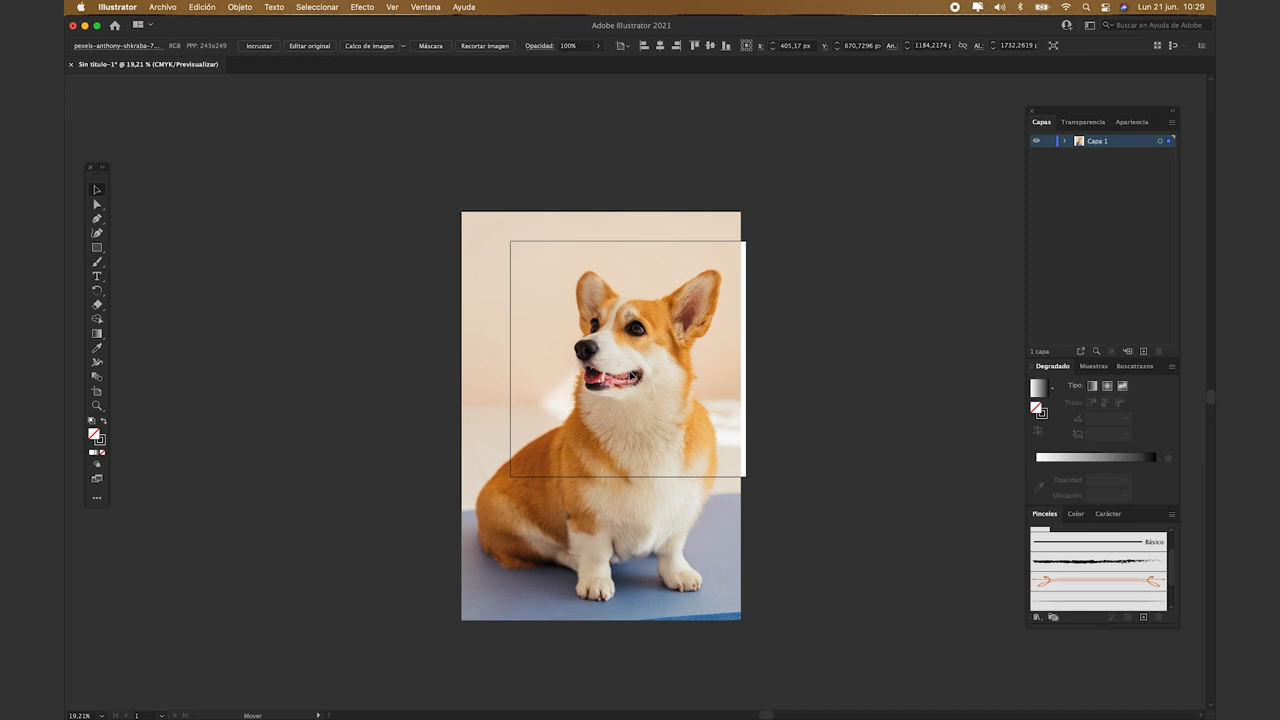 Illustrator Archivo Edición Objeto Texto Seleccionar Efecto Ver Ventana Ayuda Lun 21 jun. 10:29
Adobe Illustrator 2021 Buscar en Ayuda de Adobe
pexels-anthony-shkraba-7... RGB PPP: 243x249 Incrustar Editar original Calco de imagen Máscara Recortar imagen Opacidad: 100% X: 405,17 px Y: 670,7296 px An.: 1184,2174 Al.: 1732,2619
Sin título-1* @ 19,21 % (CMYK/Previsualizar)
Capas Transparencia Apariencia
Capa 1
1 capa
Degradado Muestras Buscatrazos
Tipo:
Trazo:
Opacidad:
Ubicación:
Pinceles Color Carácter
Básico
19,21% 1 Mover